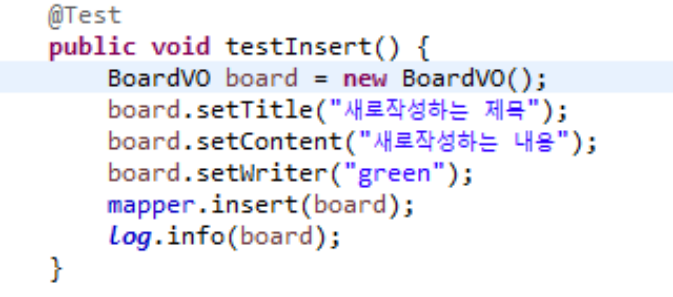 @Test
public void testInsert() {
    BoardVO board = new BoardVO();
    board.setTitle("새로작성하는 제목");
    board.setContent("새로작성하는 내용");
    board.setWriter("green");
    mapper.insert(board);
    log.info(board);
}